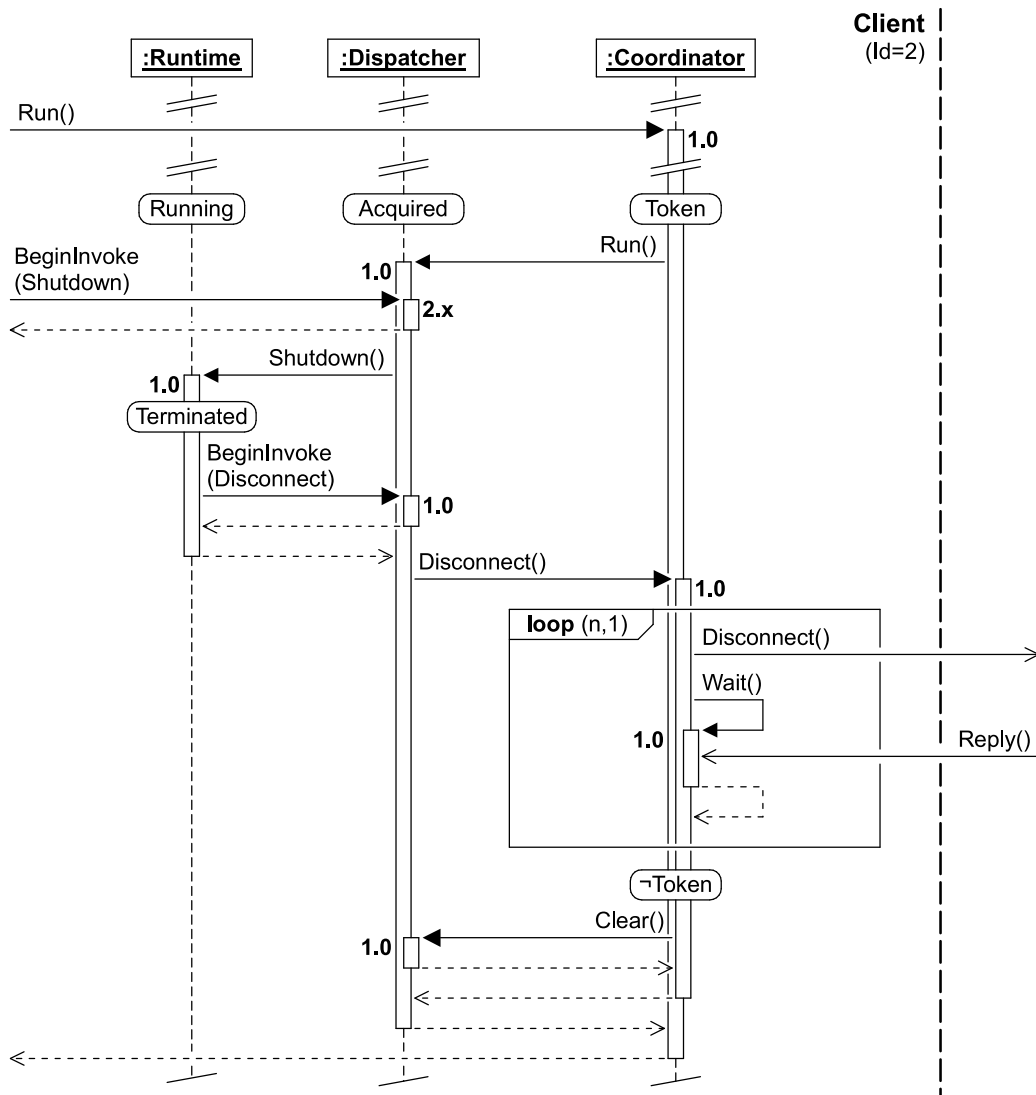 Client
(Id=2)
:Runtime
:Dispatcher
:Coordinator
Run()
1.0
Running
Acquired
Token
Run()
BeginInvoke
(Shutdown)
1.0
2.x
Shutdown()
1.0
Terminated
BeginInvoke
(Disconnect)
1.0
Disconnect()
1.0
loop (n,1)
Disconnect()
Wait()
1.0
Reply()
¬Token
Clear()
1.0